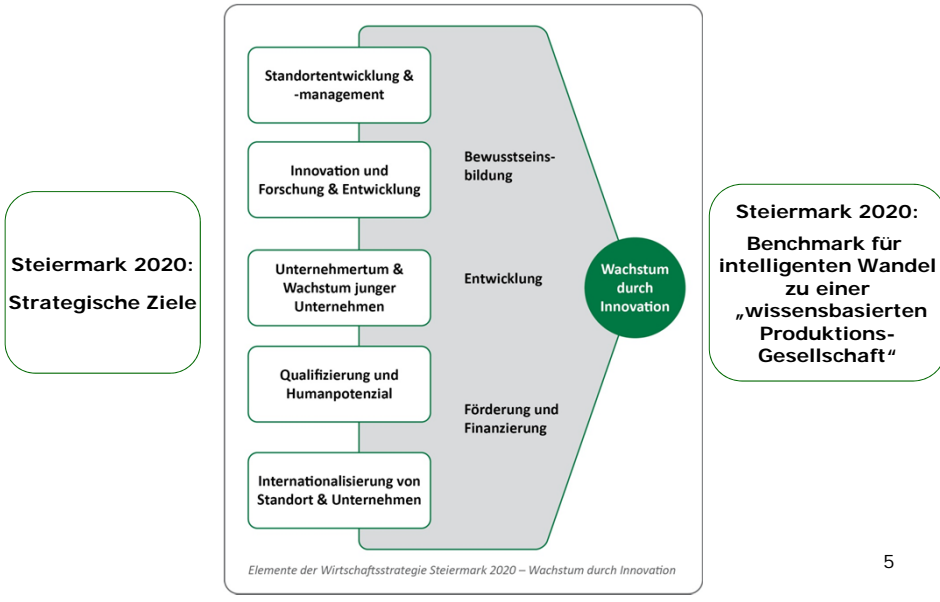 Steiermark 2020:
Strategische Ziele
Standortentwicklung &
-management
Innovation und
Forschung & Entwicklung
Unternehmertum &
Wachstum junger
Unternehmen
Qualifizierung und
Humanpotenzial
Internationalisierung von
Standort & Unternehmen
Bewusstseins-
bildung
Entwicklung
Förderung und
Finanzierung
Wachstum
durch
Innovation
Elemente der Wirtschaftsstrategie Steiermark 2020 – Wachstum durch Innovation
Steiermark 2020:
Benchmark für
intelligenten Wandel
zu einer
„wissensbasierten
Produktions-
Gesellschaft“
5